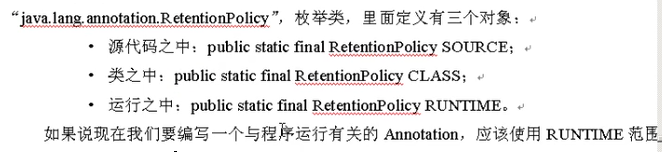 “java.lang.annotation.RetentionPolicy”，枚举类，里面定义有三个对象：
• 源代码之中：public static final RetentionPolicy SOURCE；
• 类之中：public static final RetentionPolicy CLASS；
• 运行之中：public static final RetentionPolicy RUNTIME。
如果说现在我们要编写一个与程序运行有关的 Annotation，应该使用 RUNTIME 范围